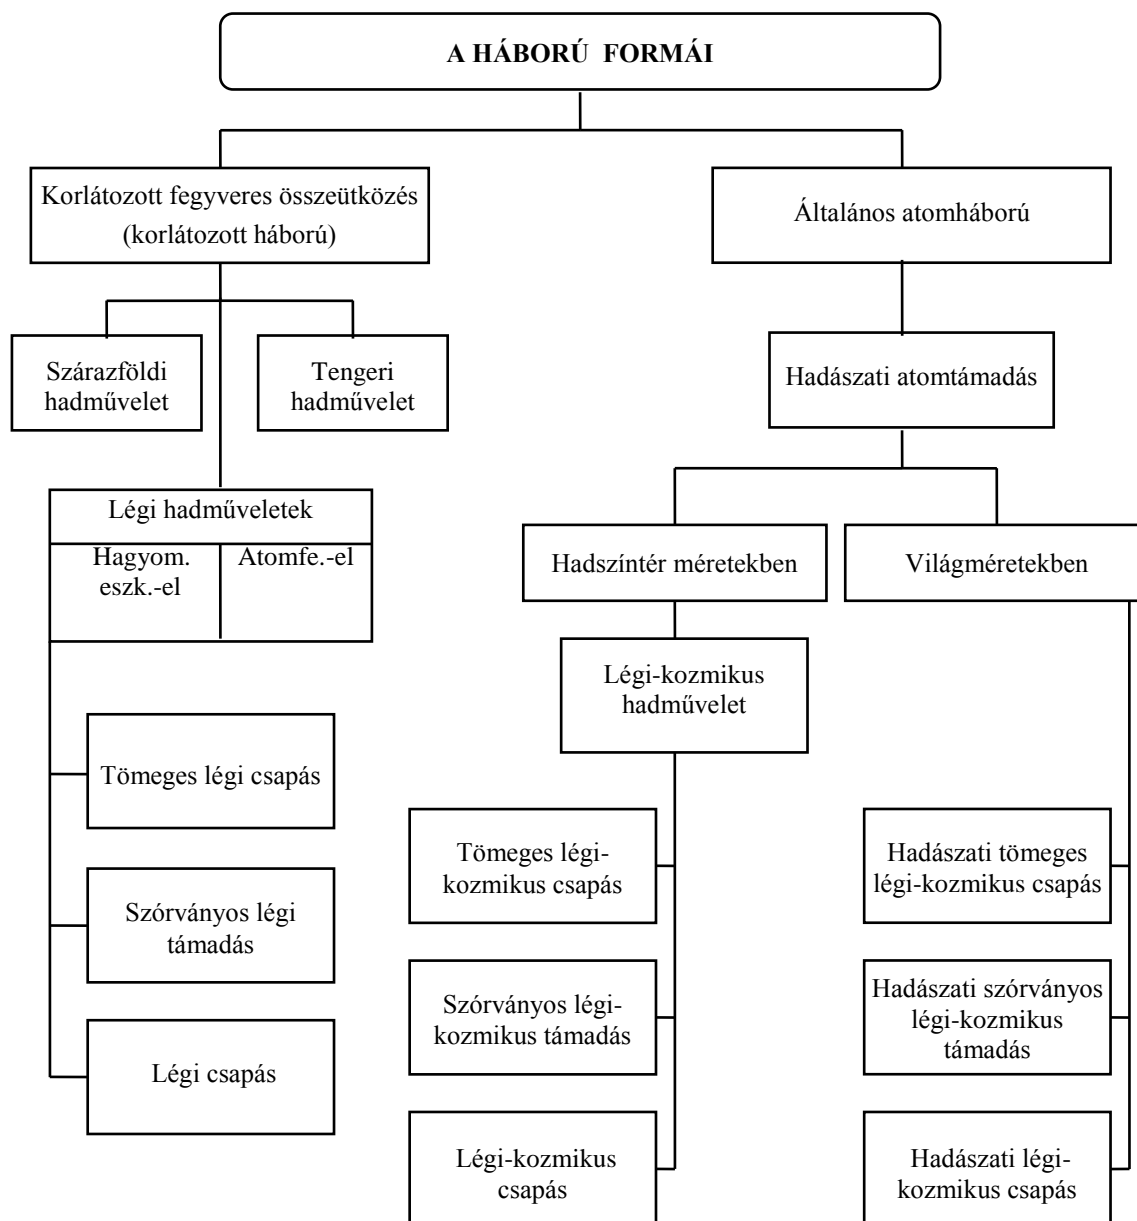 A HÁBORÚ FORMÁI
Korlátozott fegyveres összeütközés
(korlátozott háború)
Általános atomháború
Szárazföldi
hadművelet
Tengeri
hadművelet
Hadászati atomtámadás
Légi hadműveletek
Hagyom.
eszk.-el
Atomfe.-el
Hadszíntér méretekben
Világméretekben
Légi-kozmikus
hadművelet
Tömeges légi csapás
Szórványos légi
támadás
Légi csapás
Tömeges légi-
kozmikus csapás
Szórványos légi-
kozmikus támadás
Légi-kozmikus
csapás
Hadászati tömeges
légi-kozmikus csapás
Hadászati szórványos
légi-kozmikus
támadás
Hadászati légi-
kozmikus csapás